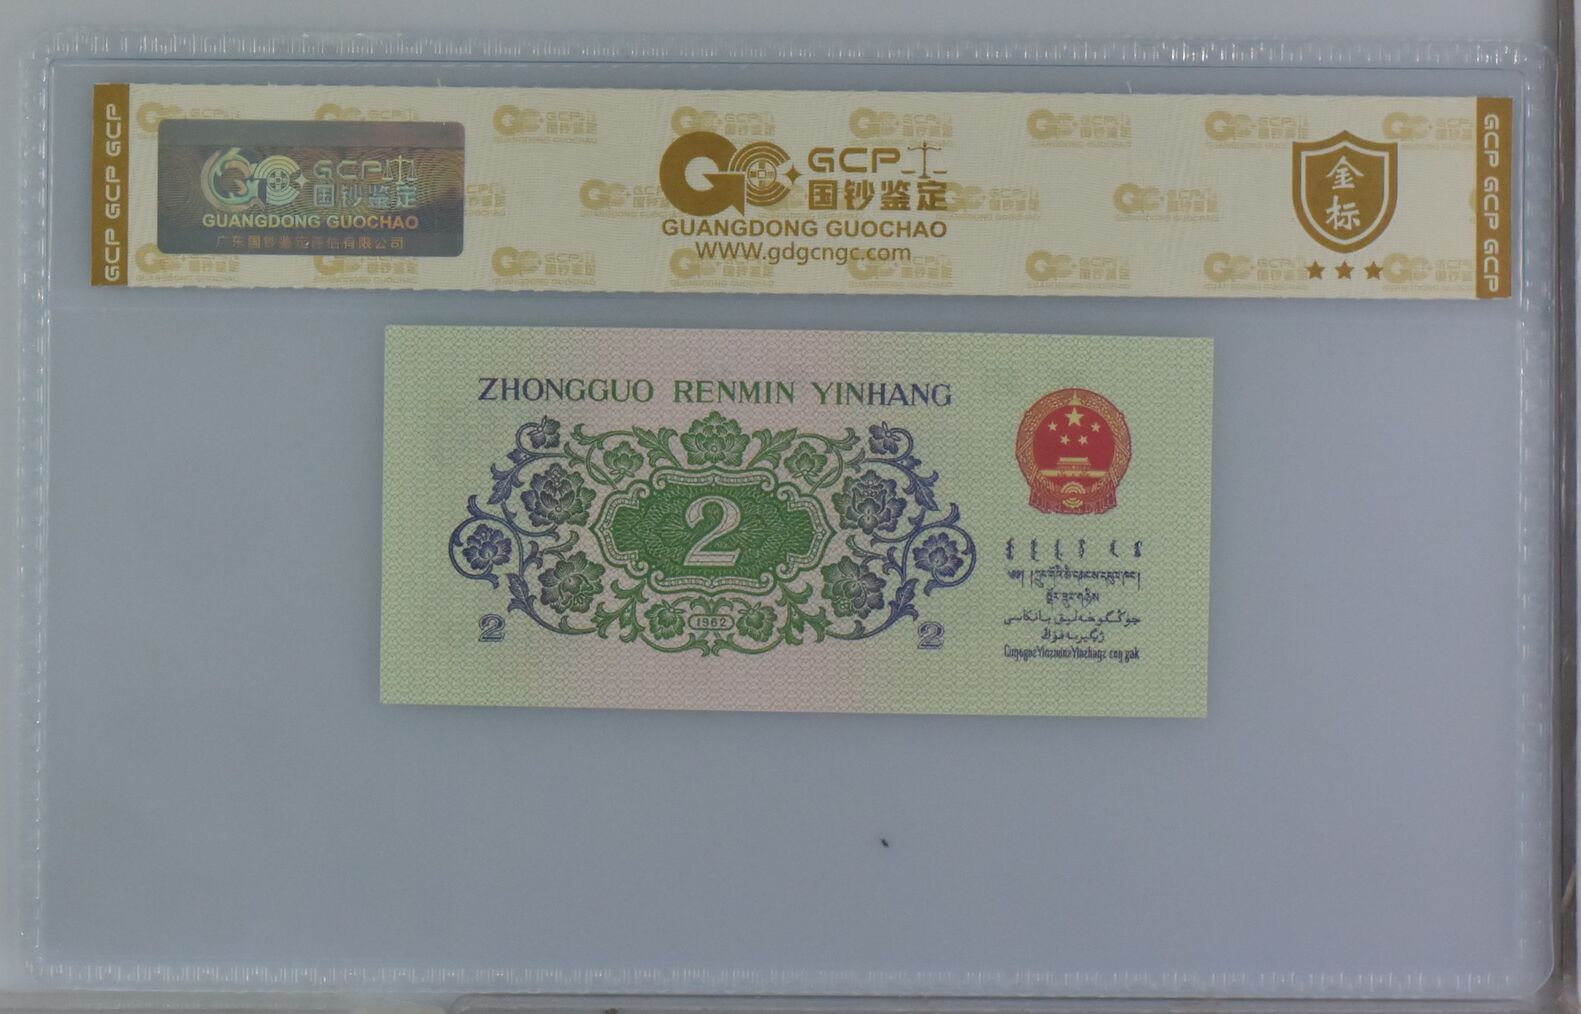 GCP GCP GCP
GCP
国钞鉴定
GUANGDONG GUOCHAO
广东国钞鉴定评估有限公司
GCP
国钞鉴定
GUANGDONG GUOCHAO
WWW.gdgcngc.com
金
标
GCP GCP GCP
ZHONGGUO RENMIN YINHANG
2
1962
2
2